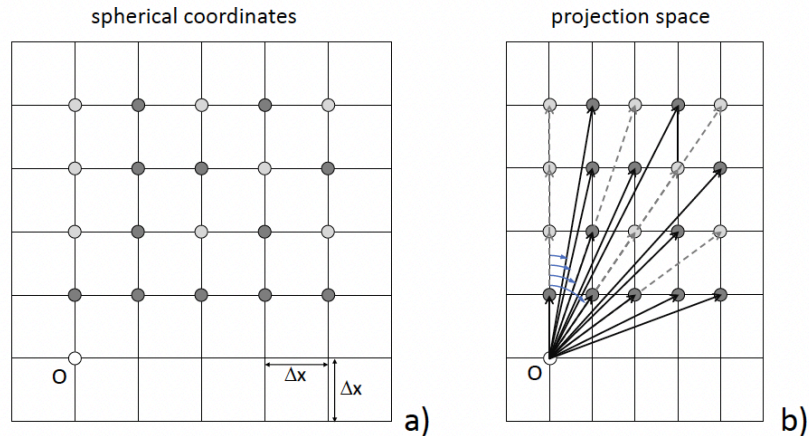 spherical coordinates
projection space
O
Δx
Δx
a)
O
b)